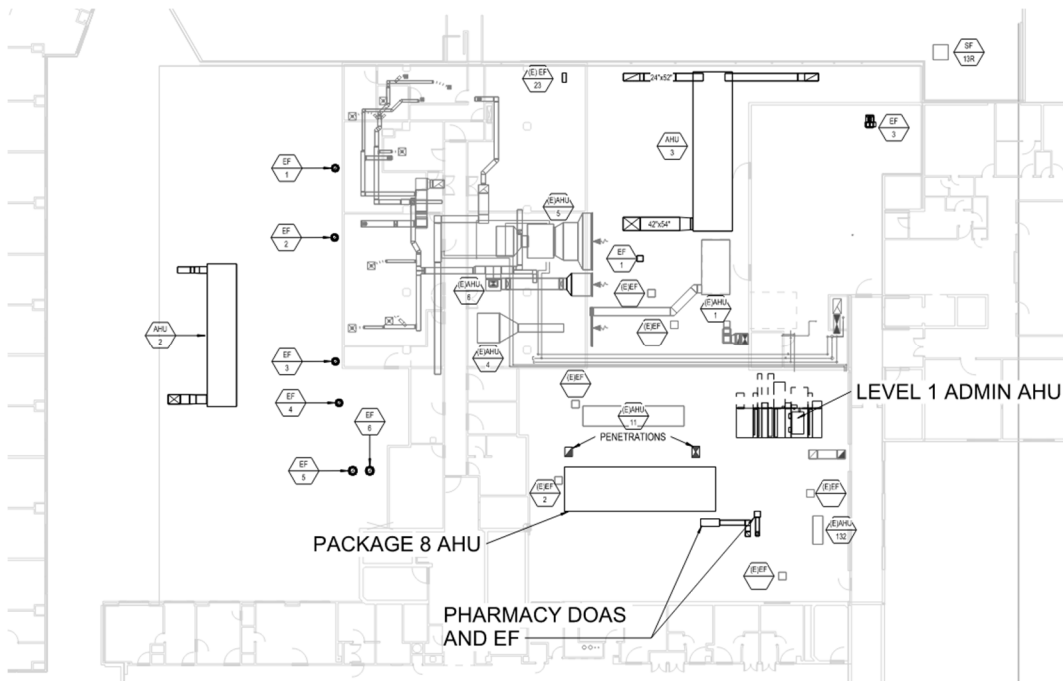 SF
13R
(E) EF
23
24"x52"
EF
3
AHU
3
EF
1
(E)AHU
5
42"x54"
EF
2
EF
1
(E)AHU
6
(E)EF
(E)AHU
1
(E)EF
AHU
2
(E)AHU
4
EF
3
(E)EF
LEVEL 1 ADMIN AHU
EF
4
EF
6
(E)AHU
11
PENETRATIONS
EF
5
(E)EF
2
(E)EF
(E)AHU
132
PACKAGE 8 AHU
(E)EF
PHARMACY DOAS
AND EF